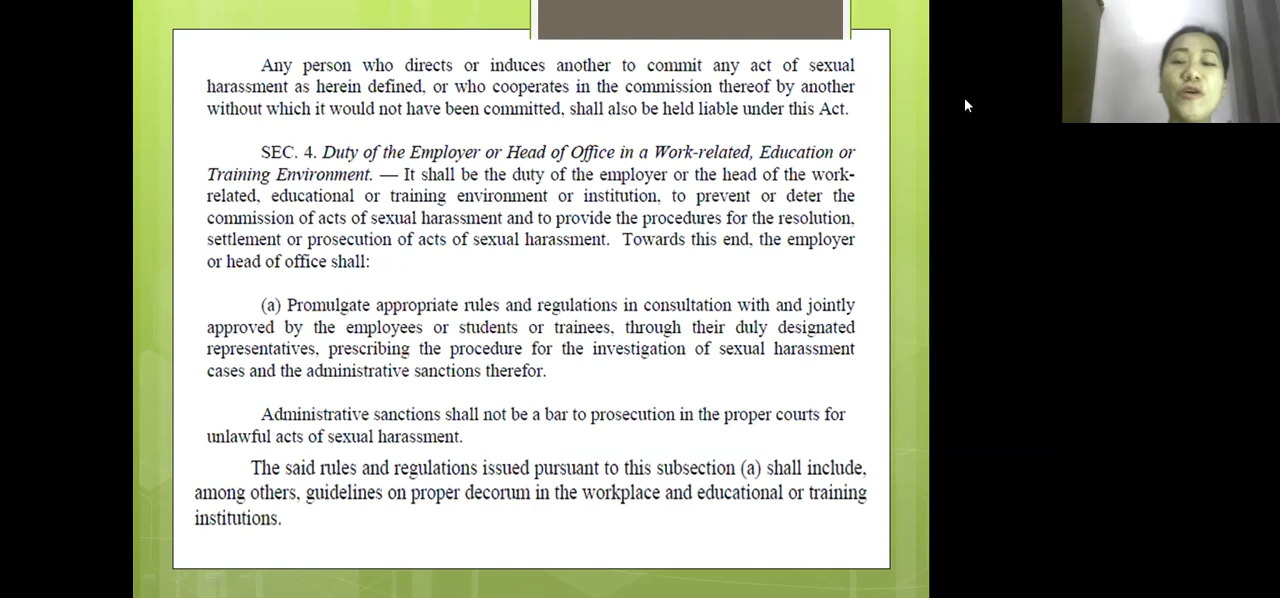 Any person who directs or induces another to commit any act of sexual
harassment as herein defined, or who cooperates in the commission thereof by another
without which it would not have been committed, shall also be held liable under this Act.
SEC. 4. Duty of the Employer or Head of Office in a Work-related, Education or
Training Environment. — It shall be the duty of the employer or the head of the work-
related, educational or training environment or institution, to prevent or deter the
commission of acts of sexual harassment and to provide the procedures for the resolution,
settlement or prosecution of acts of sexual harassment. Towards this end, the employer
or head of office shall:
(a) Promulgate appropriate rules and regulations in consultation with and jointly
approved by the employees or students or trainees, through their duly designated
representatives, prescribing the procedure for the investigation of sexual harassment
cases and the administrative sanctions therefor.
Administrative sanctions shall not be a bar to prosecution in the proper courts for
unlawful acts of sexual harassment.
The said rules and regulations issued pursuant to this subsection (a) shall include,
among others, guidelines on proper decorum in the workplace and educational or training
institutions.